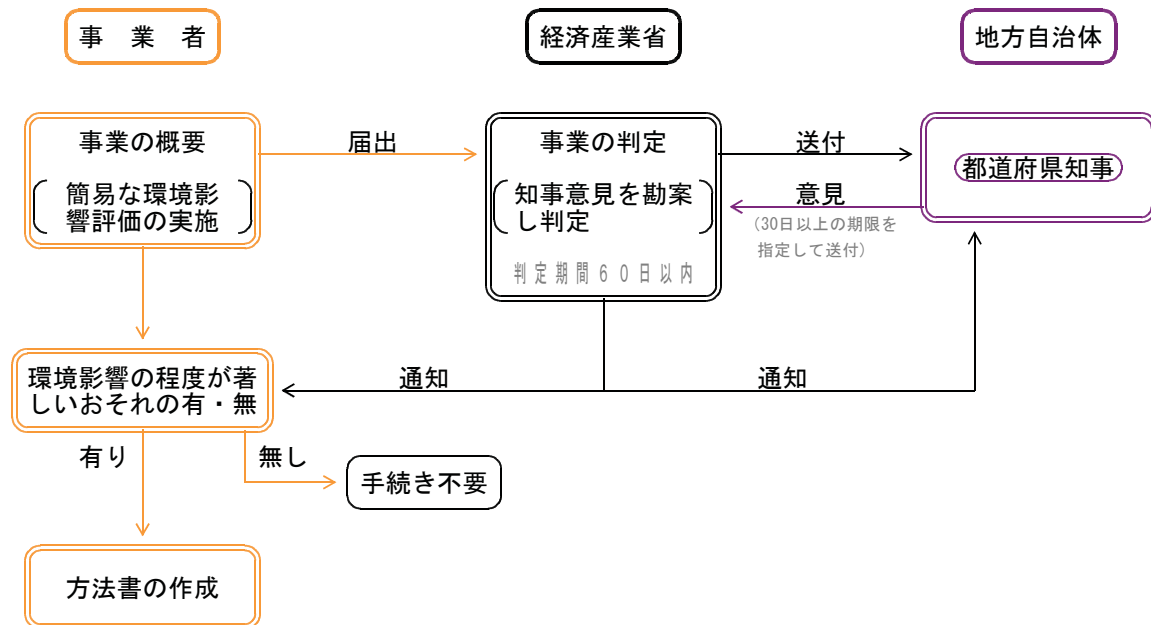 事　業　者
経済産業省
地方自治体
事業の概要
簡易な環境影
響評価の実施
届出
事業の判定
知事意見を勘案
し判定
判定期間６０日以内
送付
意見
（30日以上の期限を
指定して送付）
都道府県知事
環境影響の程度が著
しいおそれの有・無
通知
通知
有り
無し
手続き不要
方法書の作成